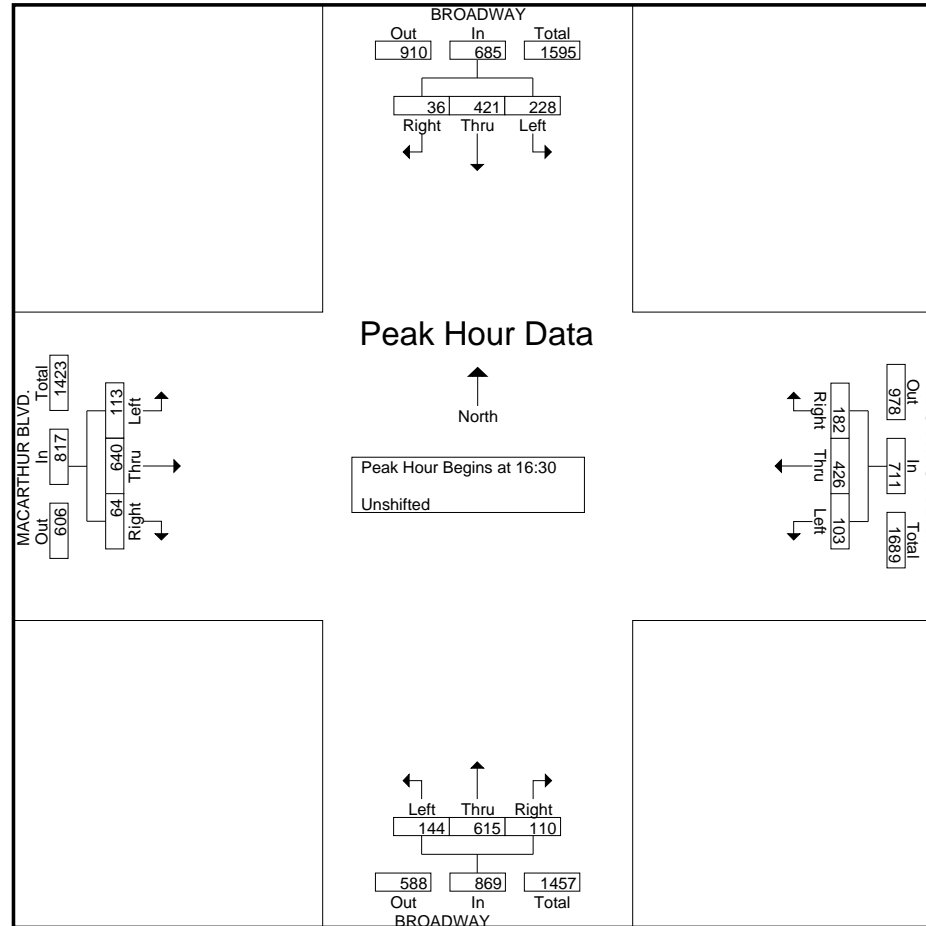 BROADWAY
Out In Total
910 685 1595
36 421 228
Right Thru Left
Peak Hour Data
North
Peak Hour Begins at 16:30
Unshifted
MACARTHUR BLVD.
Out In Total
606 817 1423
Right Thru Left
64 640 113
Out In Total
978 711 1689
Right Thru Left
182 426 103
Left Thru Right
144 615 110
588 869 1457
Out In Total
BROADWAY